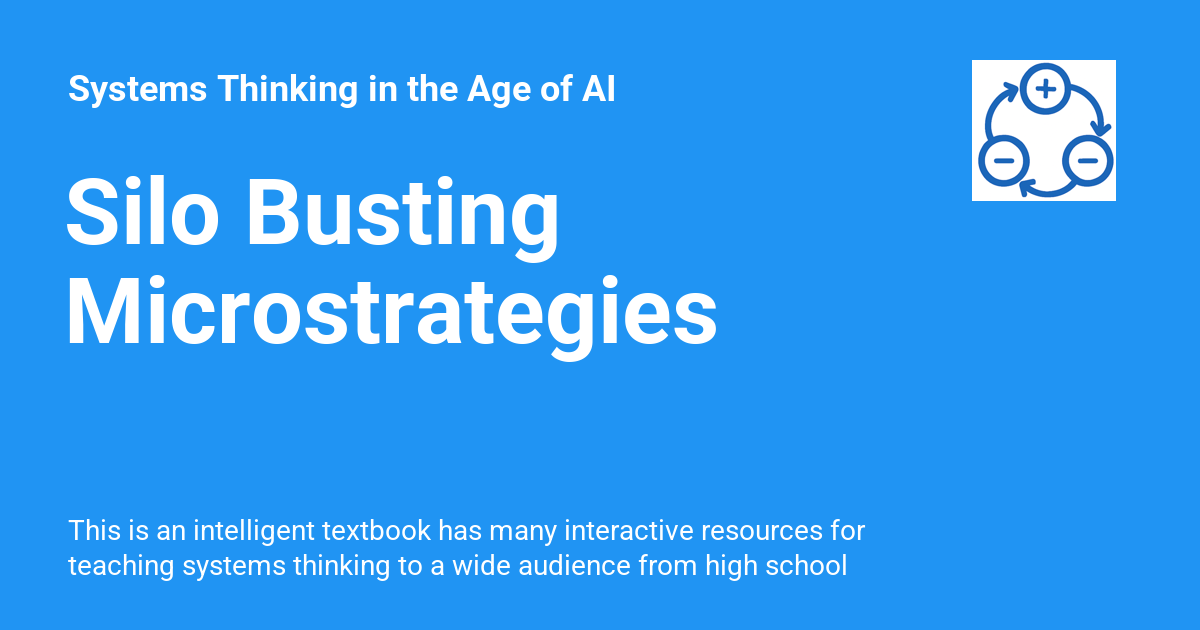 Systems Thinking in the Age of AI
Silo Busting
Microstrategies
This is an intelligent textbook has many interactive resources for
teaching systems thinking to a wide audience from high school